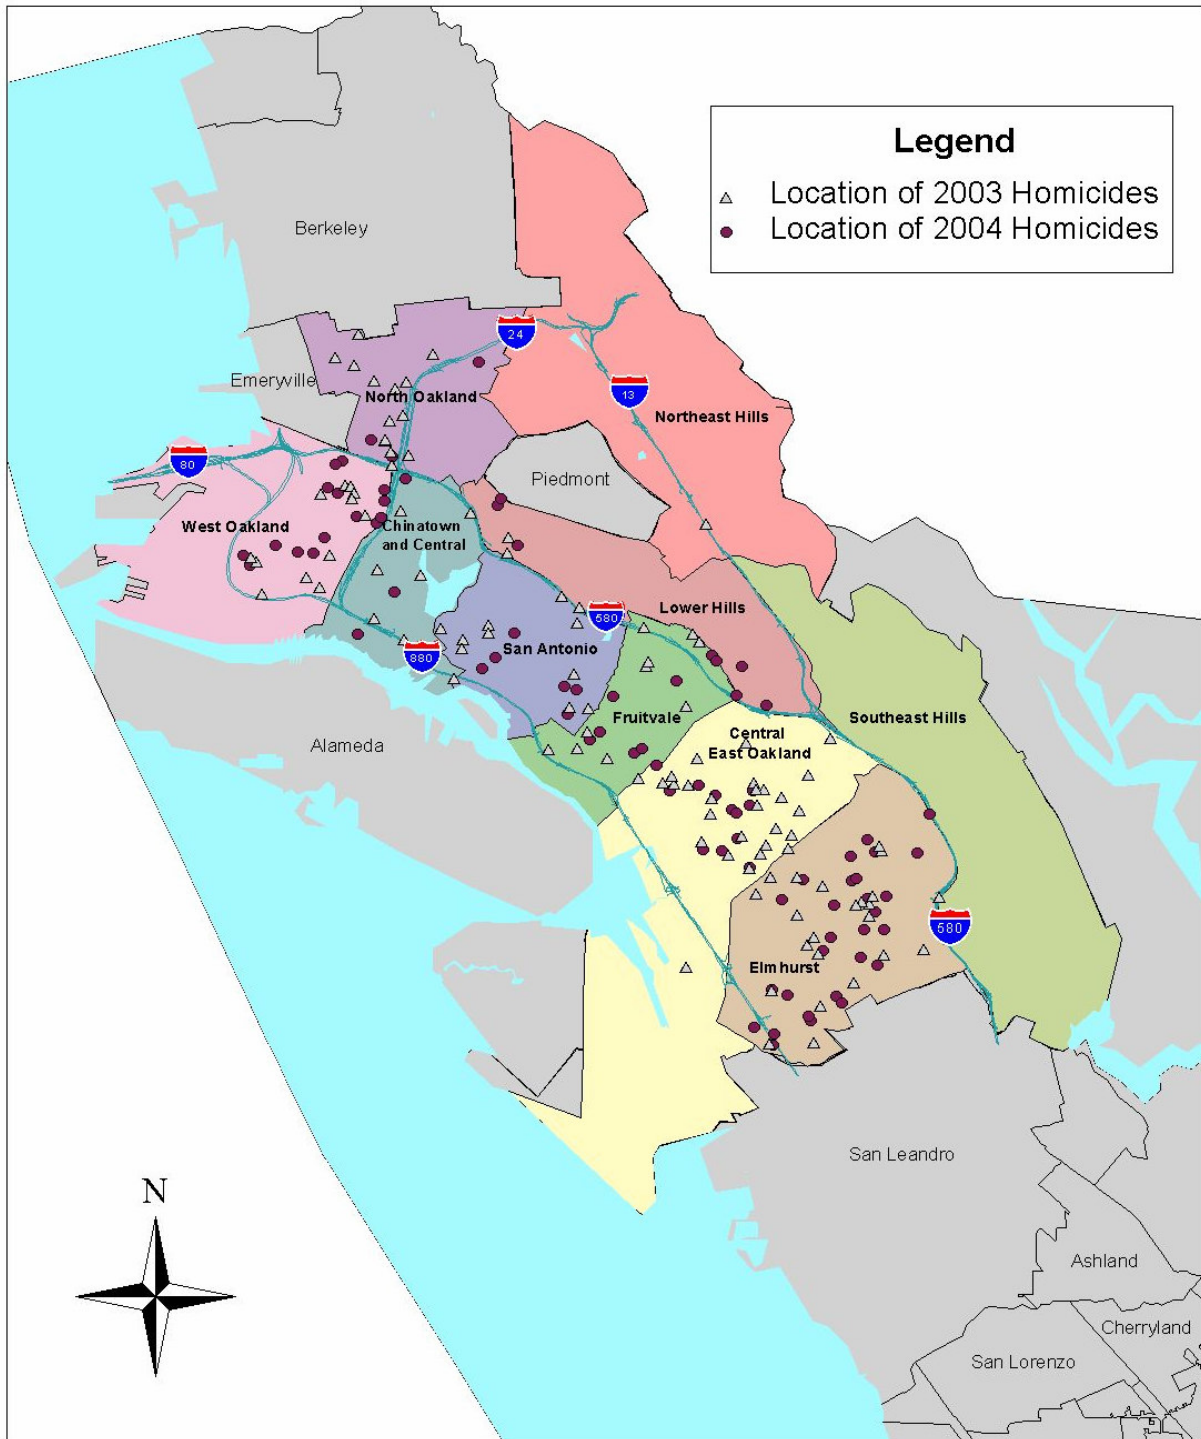 Legend
Location of 2003 Homicides
Location of 2004 Homicides
Berkeley
24
Emeryville
North Oakland
13
Northeast Hills
80
Piedmont
West Oakland
Chinatown
and Central
580
Lower Hills
San Antonio
880
Fruitvale
Southeast Hills
Alameda
Central
East Oakland
580
Elmhurst
San Leandro
N
Ashland
Cherryland
San Lorenzo